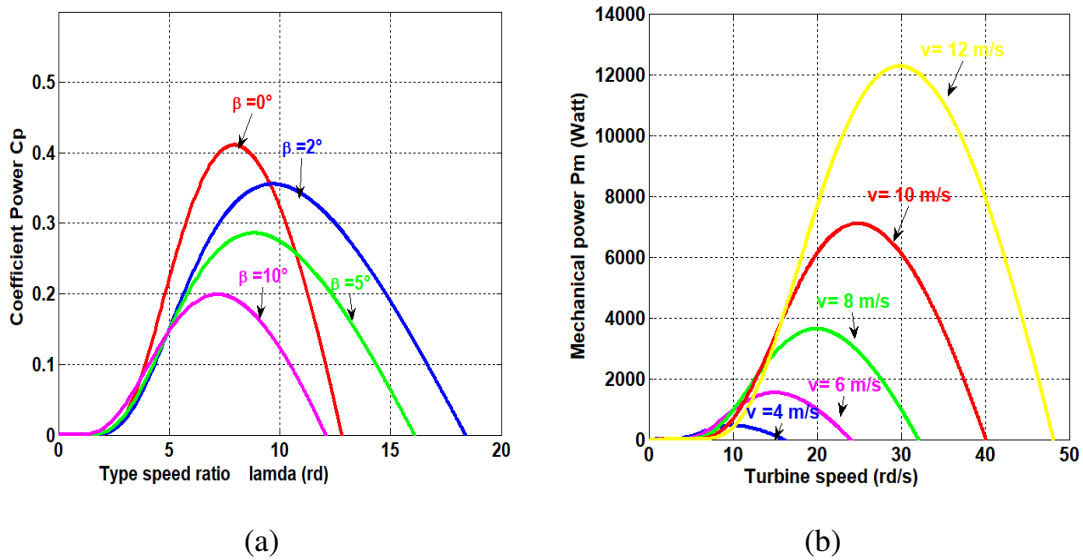 0.5
0.4
0.3
0.2
0.1
0
0 5 10 15 20
Coefficient Power Cp
Type speed ratio lamda (rd)
β =0°
β =2°
β =5°
β =10°
(a)
14000
12000
10000
8000
6000
4000
2000
0
0 10 20 30 40 50
Mechanical power Pm (Watt)
Turbine speed (rd/s)
v= 12 m/s
v= 10 m/s
v= 8 m/s
v= 6 m/s
v =4 m/s
(b)